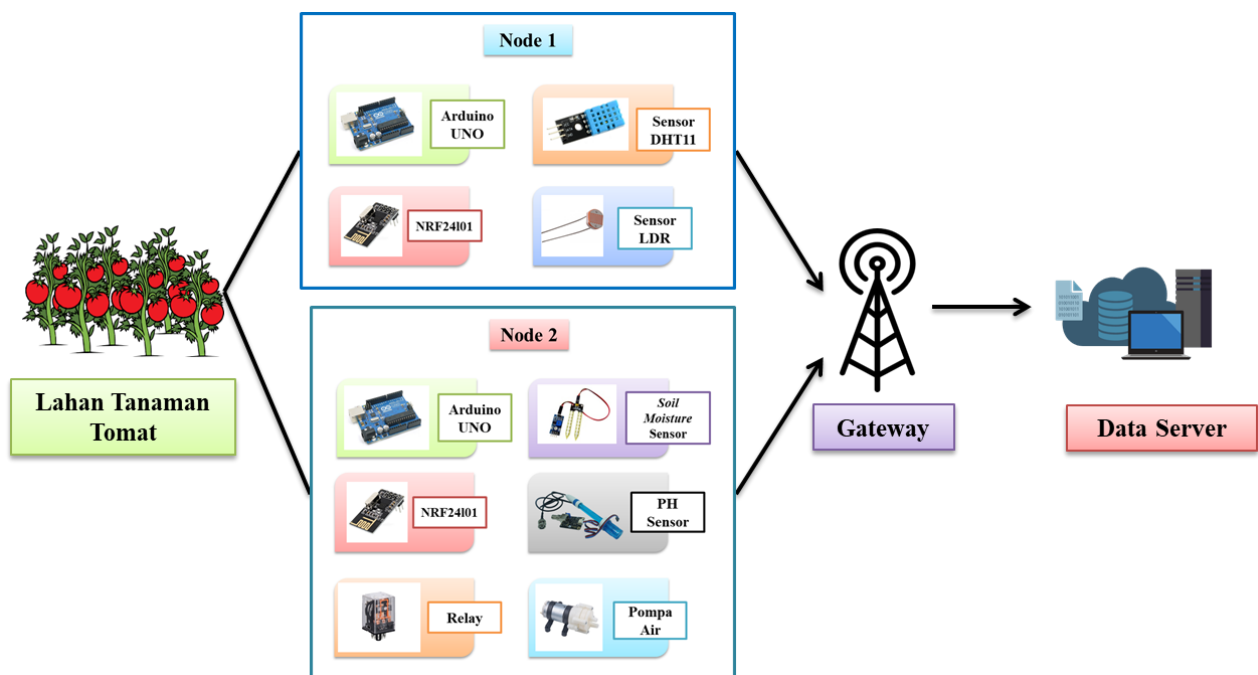 Node 1
Arduino
UNO
Sensor
DHT11
NRF24l01
Sensor
LDR
Lahan Tanaman
Tomat
Node 2
Arduino
UNO
Soil
Moisture
Sensor
NRF24l01
PH
Sensor
Relay
Pompa
Air
Gateway
Data Server